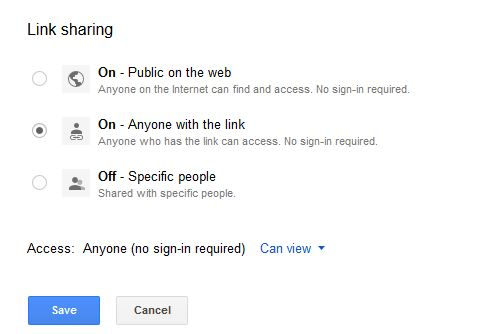 Link sharing
On - Public on the web
Anyone on the Internet can find and access. No sign-in required.
On - Anyone with the link
Anyone who has the link can access. No sign-in required.
Off - Specific people
Shared with specific people.
Access: Anyone (no sign-in required) Can view
Save Cancel